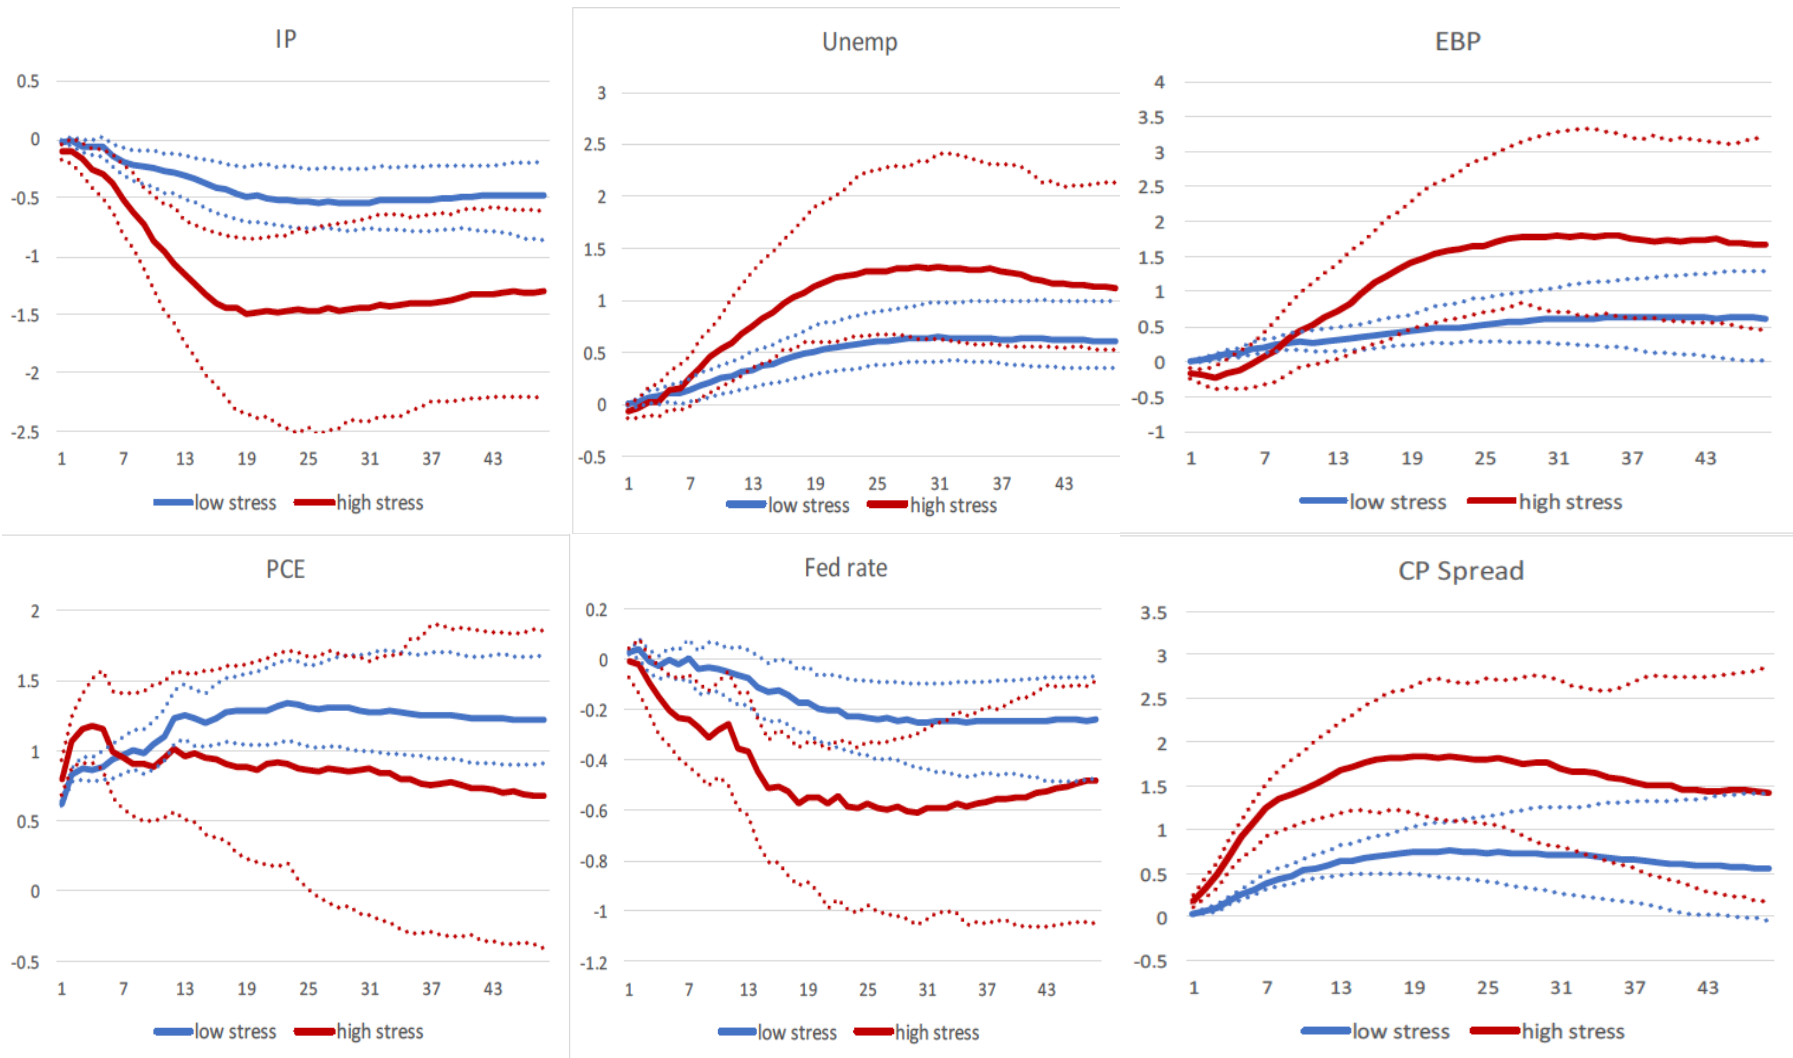 IP
0.5
0
-0.5
-1
-1.5
-2
-2.5
1 7 13 19 25 31 37 43
low stress high stress
Unemp
3
2.5
2
1.5
1
0.5
0
-0.5
1 7 13 19 25 31 37 43
low stress high stress
EBP
4
3.5
3
2.5
2
1.5
1
0.5
0
-0.5
-1
1 7 13 19 25 31 37 43
low stress high stress
PCE
2
1.5
1
0.5
0
-0.5
1 7 13 19 25 31 37 43
low stress high stress
Fed rate
0.2
0
-0.2
-0.4
-0.6
-0.8
-1
-1.2
1 7 13 19 25 31 37 43
low stress high stress
CP Spread
3.5
3
2.5
2
1.5
1
0.5
0
-0.5
1 7 13 19 25 31 37 43
low stress high stress